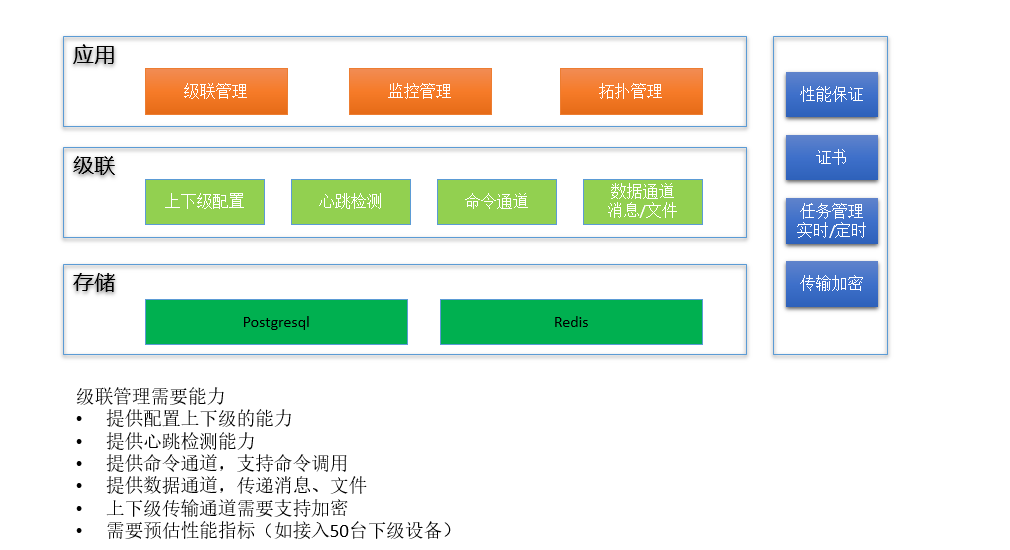 应用
级联管理
监控管理
拓扑管理
级联
上下级配置
心跳检测
命令通道
数据通道
消息/文件
存储
Postgresql
Redis
性能保证
证书
任务管理
实时/定时
传输加密
级联管理需要能力
• 提供配置上下级的能力
• 提供心跳检测能力
• 提供命令通道，支持命令调用
• 提供数据通道，传递消息、文件
• 上下级传输通道需要支持加密
• 需要预估性能指标（如接入50台下级设备）